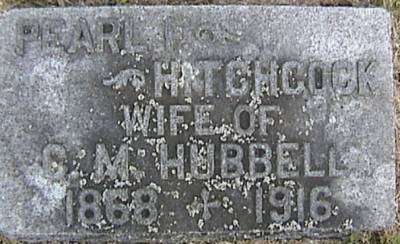 PEARL
HITCHCOCK
WIFE OF
C. M. HUBBELL
1868 + 1916